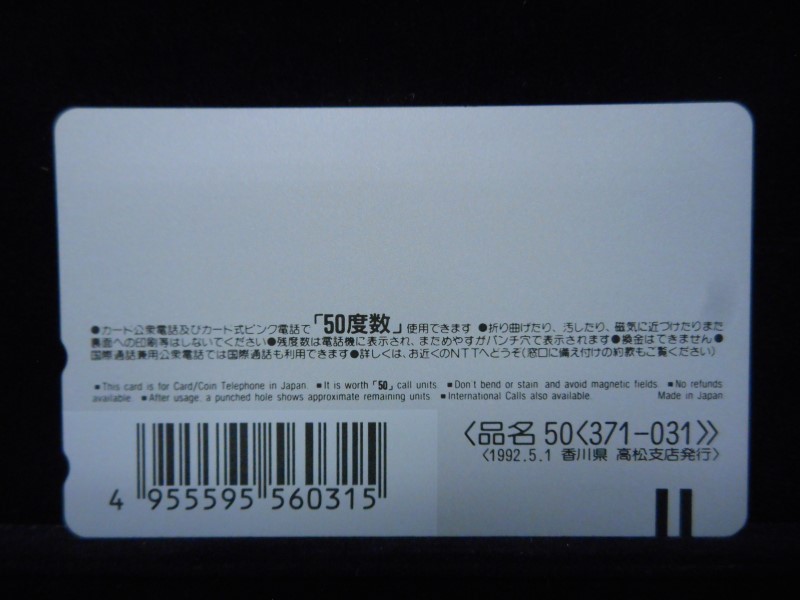 ●カード公衆電話及びカード式ピンク電話で「50度数」使用できます ●折り曲げたり、汚したり、磁気に近づけたりまた
裏面への印刷等はしないでください●残度数は電話機に表示され、まためやすがパンチ穴で表示されます●換金はできません●
国際通話兼用公衆電話では国際通話も利用できます●詳しくは、お近くのNTTへどうぞ(窓口に備え付けの約款もご覧ください)
■This card is for Card/Coin Telephone in Japan. ■It is worth「50」call units. ■Don't bend or stain, and avoid magnetic fields. ■No refunds
available. ■After usage, a punched hole shows approximate remaining units. ■International Calls also available. Made in Japan
〈品名 50〈371-031〉〉
〈1992.5.1 香川県 高松支店発行〉
4 955595 560315